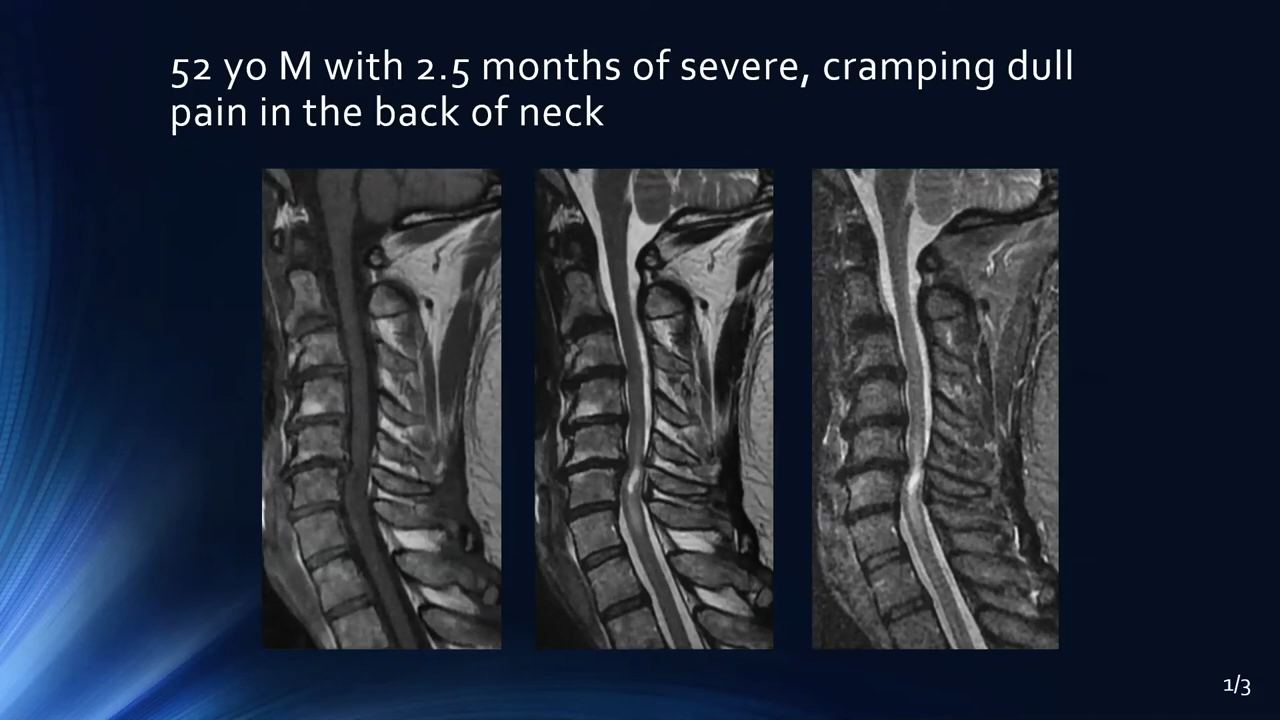 52 yo M with 2.5 months of severe, cramping dull
pain in the back of neck
1/3